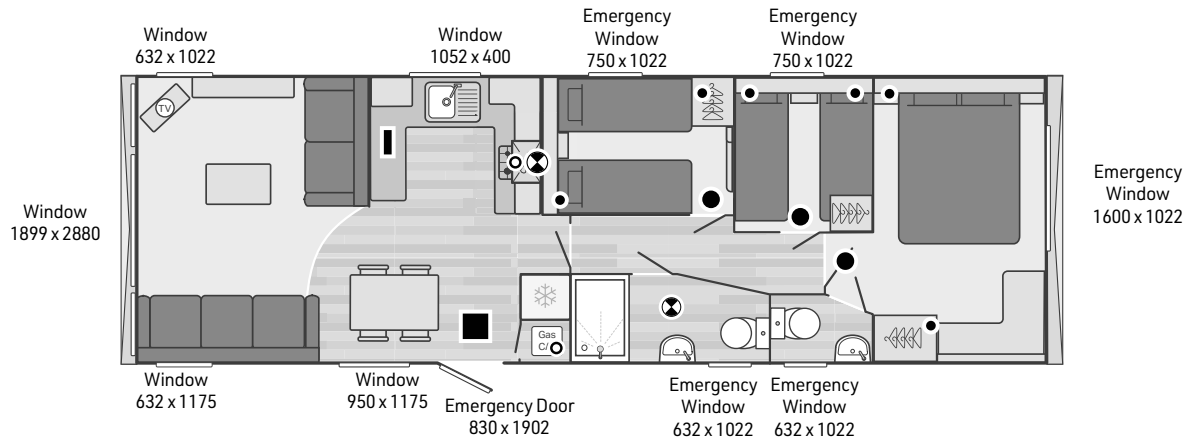 Emergency
Window
750 x 1022
Emergency
Window
750 x 1022
Window
632 x 1022
Window
1052 x 400
TV
Window
1899 x 2880
Emergency
Window
1600 x 1022
Gas
C/
Window
632 x 1175
Window
950 x 1175
Emergency Door
830 x 1902
Emergency
Window
632 x 1022
Emergency
Window
632 x 1022